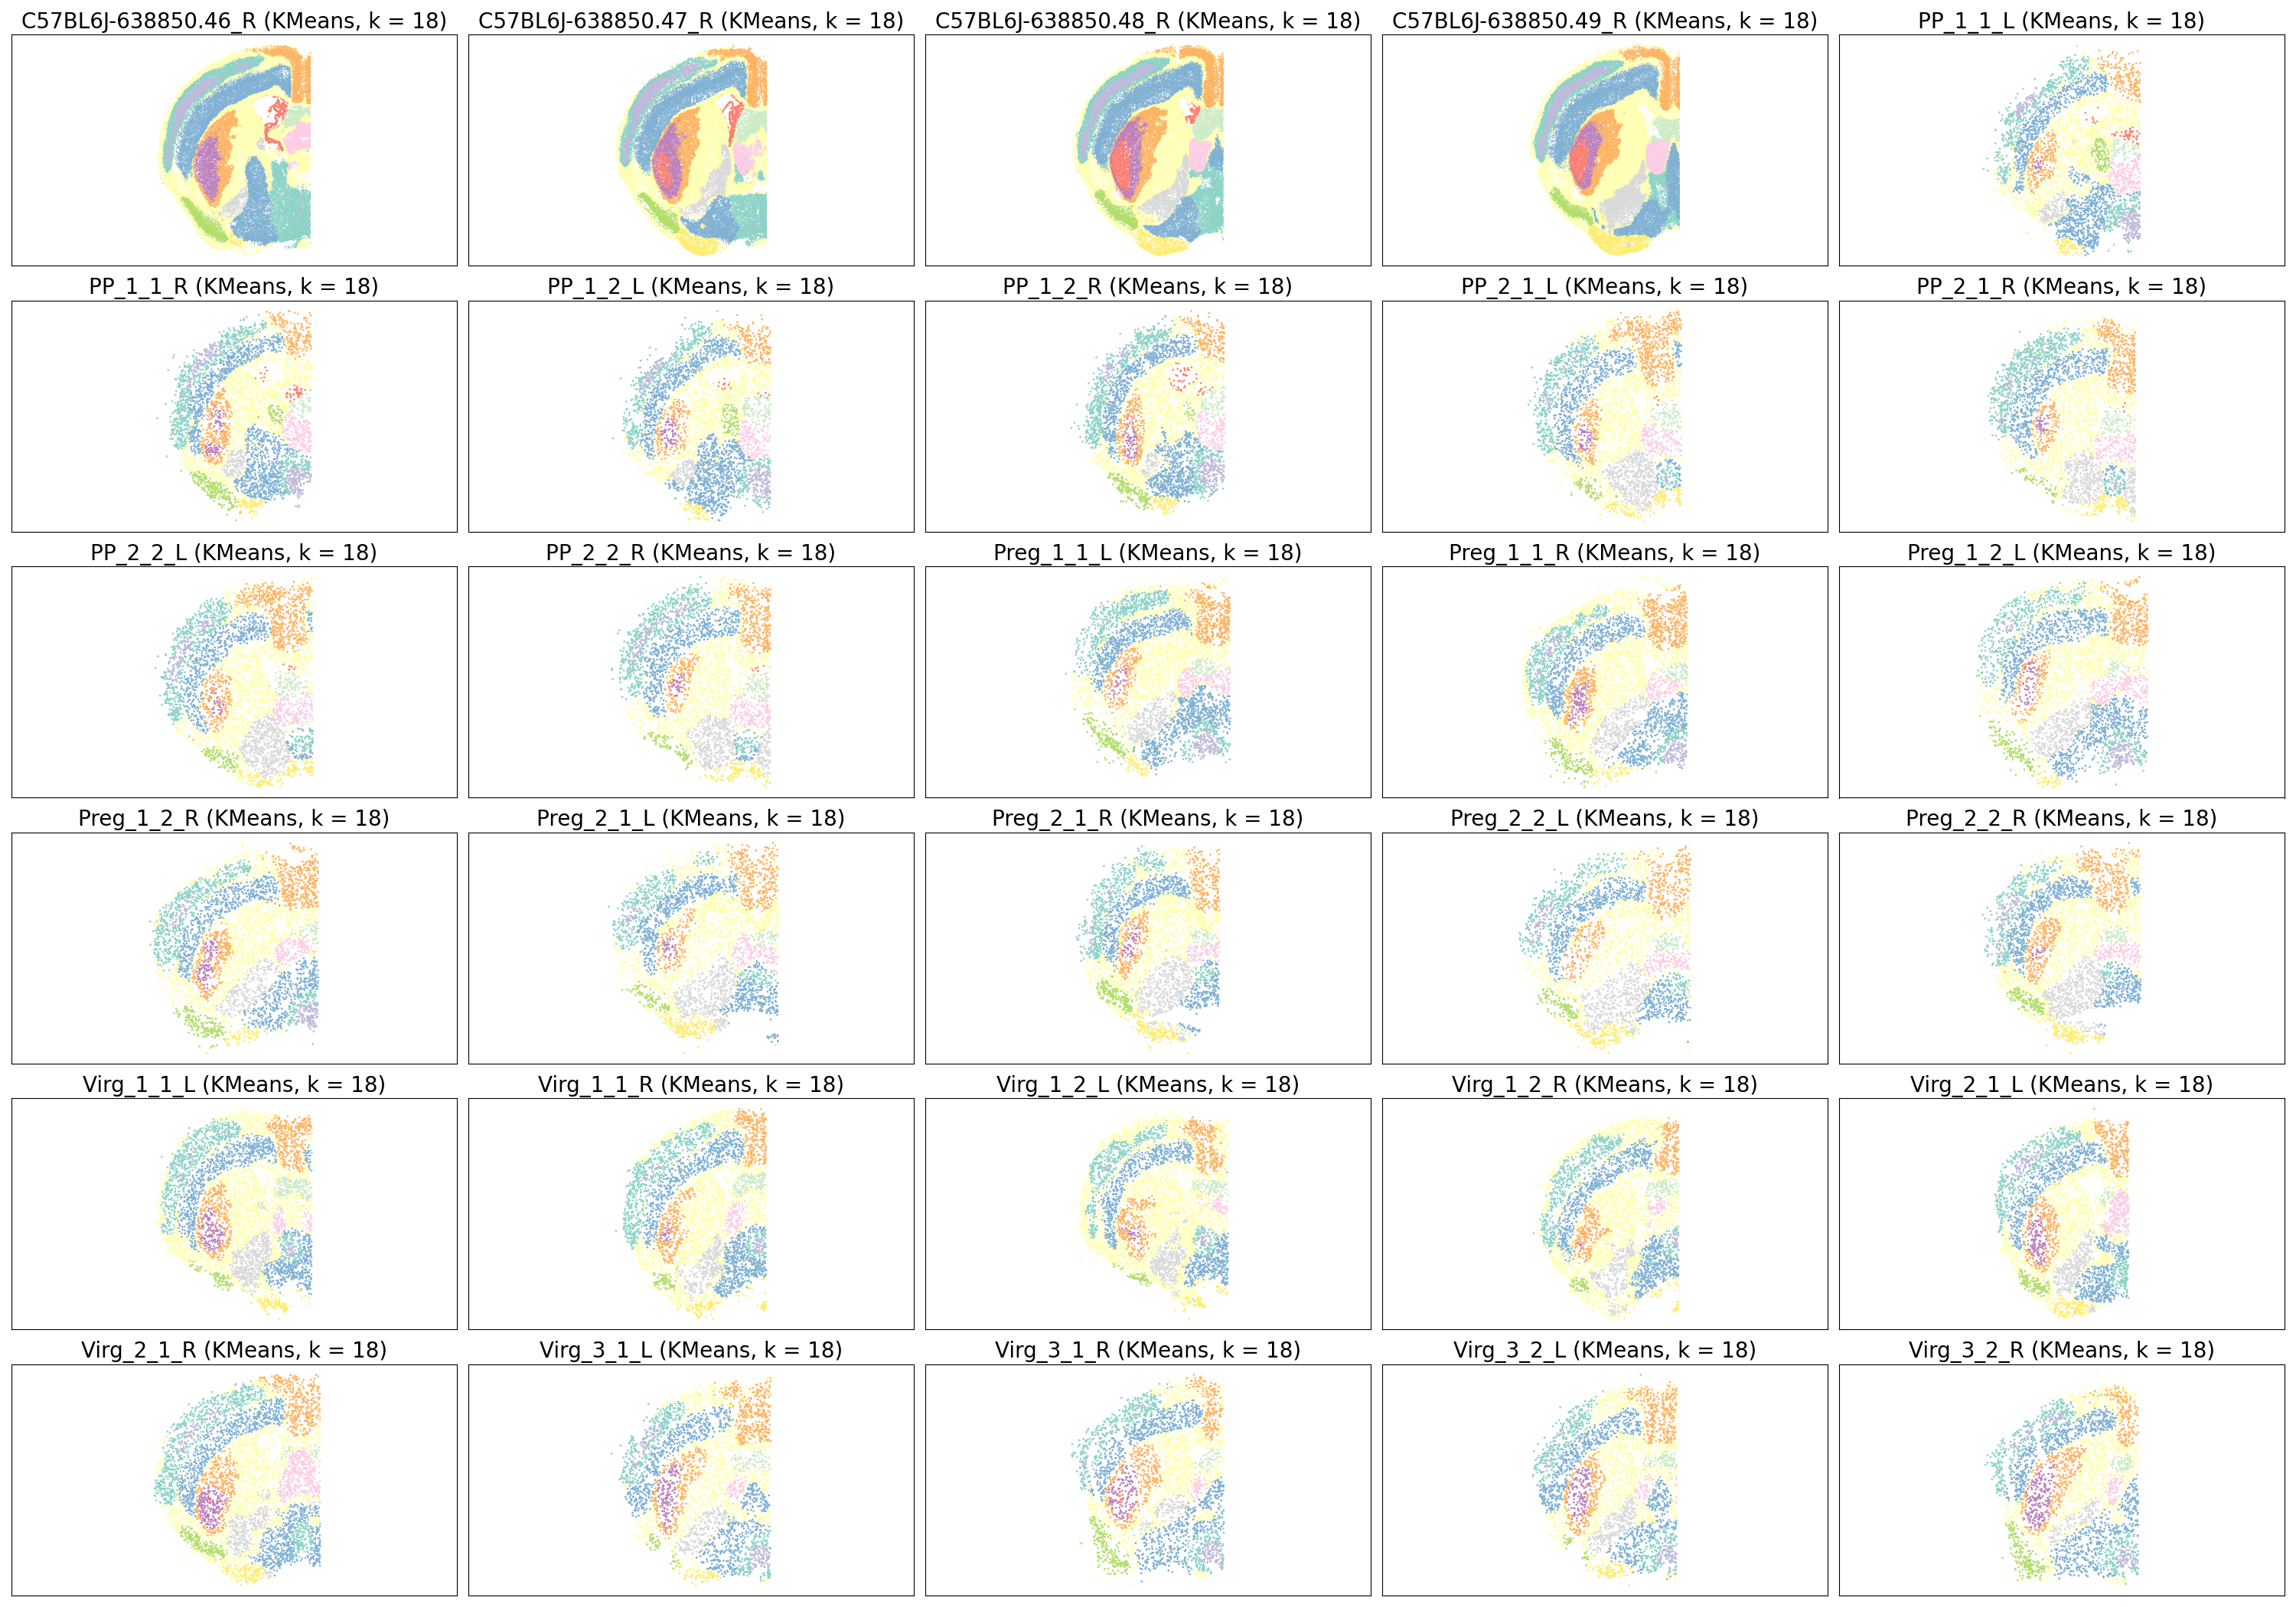 C57BL6J-638850.46_R (KMeans, k = 18)
C57BL6J-638850.47_R (KMeans, k = 18)
C57BL6J-638850.48_R (KMeans, k = 18)
C57BL6J-638850.49_R (KMeans, k = 18)
PP_1_1_L (KMeans, k = 18)
PP_1_1_R (KMeans, k = 18)
PP_1_2_L (KMeans, k = 18)
PP_1_2_R (KMeans, k = 18)
PP_2_1_L (KMeans, k = 18)
PP_2_1_R (KMeans, k = 18)
PP_2_2_L (KMeans, k = 18)
PP_2_2_R (KMeans, k = 18)
Preg_1_1_L (KMeans, k = 18)
Preg_1_1_R (KMeans, k = 18)
Preg_1_2_L (KMeans, k = 18)
Preg_1_2_R (KMeans, k = 18)
Preg_2_1_L (KMeans, k = 18)
Preg_2_1_R (KMeans, k = 18)
Preg_2_2_L (KMeans, k = 18)
Preg_2_2_R (KMeans, k = 18)
Virg_1_1_L (KMeans, k = 18)
Virg_1_1_R (KMeans, k = 18)
Virg_1_2_L (KMeans, k = 18)
Virg_1_2_R (KMeans, k = 18)
Virg_2_1_L (KMeans, k = 18)
Virg_2_1_R (KMeans, k = 18)
Virg_3_1_L (KMeans, k = 18)
Virg_3_1_R (KMeans, k = 18)
Virg_3_2_L (KMeans, k = 18)
Virg_3_2_R (KMeans, k = 18)